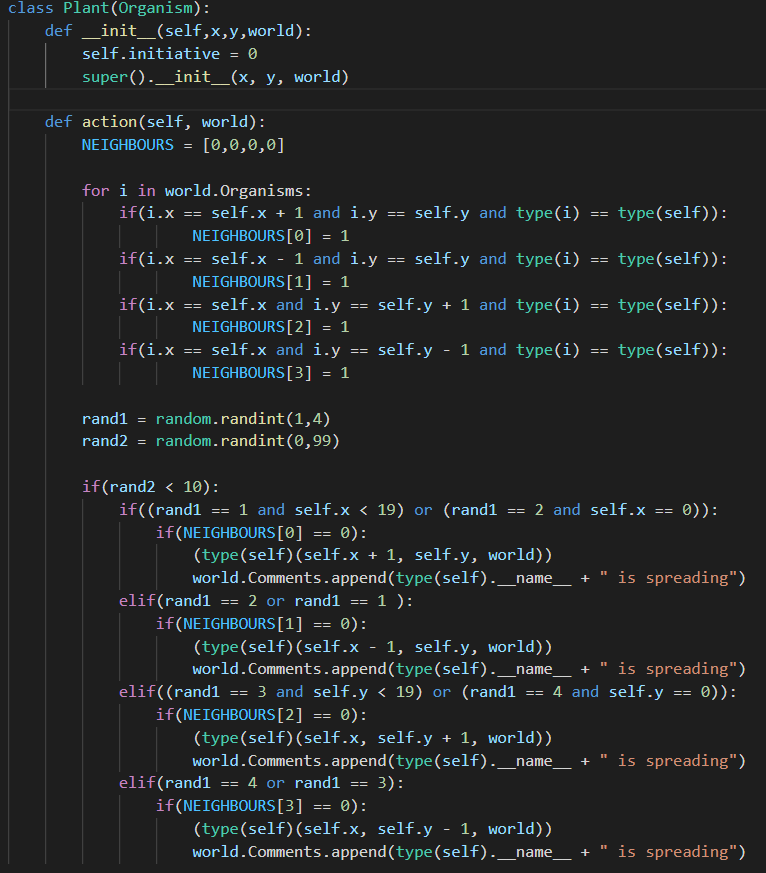 class Plant(Organism):
    def __init__(self,x,y,world):
        self.initiative = 0
        super().__init__(x, y, world)

    def action(self, world):
        NEIGHBOURS = [0,0,0,0]

        for i in world.Organisms:
            if(i.x == self.x + 1 and i.y == self.y and type(i) == type(self)):
                    NEIGHBOURS[0] = 1
            if(i.x == self.x - 1 and i.y == self.y and type(i) == type(self)):
                    NEIGHBOURS[1] = 1
            if(i.x == self.x and i.y == self.y + 1 and type(i) == type(self)):
                    NEIGHBOURS[2] = 1
            if(i.x == self.x and i.y == self.y - 1 and type(i) == type(self)):
                    NEIGHBOURS[3] = 1

        rand1 = random.randint(1,4)
        rand2 = random.randint(0,99)

        if(rand2 < 10):
            if((rand1 == 1 and self.x < 19) or (rand1 == 2 and self.x == 0)):
                if(NEIGHBOURS[0] == 0):
                    (type(self)(self.x + 1, self.y, world))
                    world.Comments.append(type(self).__name__ + " is spreading")
            elif(rand1 == 2 or rand1 == 1 ):
                if(NEIGHBOURS[1] == 0):
                    (type(self)(self.x - 1, self.y, world))
                    world.Comments.append(type(self).__name__ + " is spreading")
            elif((rand1 == 3 and self.y < 19) or (rand1 == 4 and self.y == 0)):
                if(NEIGHBOURS[2] == 0):
                    (type(self)(self.x, self.y + 1, world))
                    world.Comments.append(type(self).__name__ + " is spreading")
            elif(rand1 == 4 or rand1 == 3):
                if(NEIGHBOURS[3] == 0):
                    (type(self)(self.x, self.y - 1, world))
                    world.Comments.append(type(self).__name__ + " is spreading")